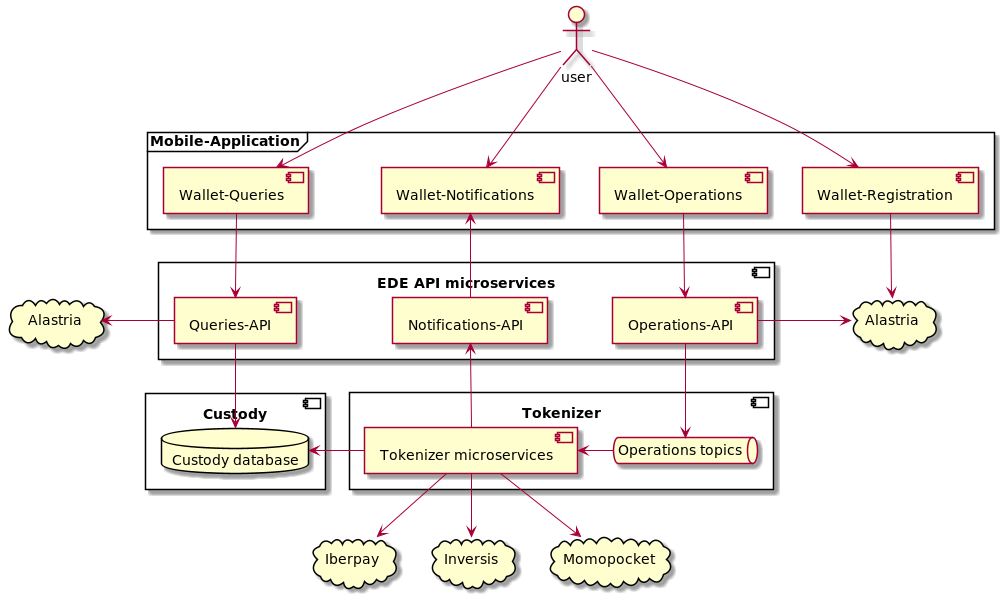 user
Mobile-Application
Wallet-Queries
Wallet-Notifications
Wallet-Operations
Wallet-Registration
EDE API microservices
Alastria
Queries-API
Notifications-API
Operations-API
Alastria
Custody
Tokenizer
Custody database
Tokenizer microservices
Operations topics
Iberpay
Inversis
Momopocket